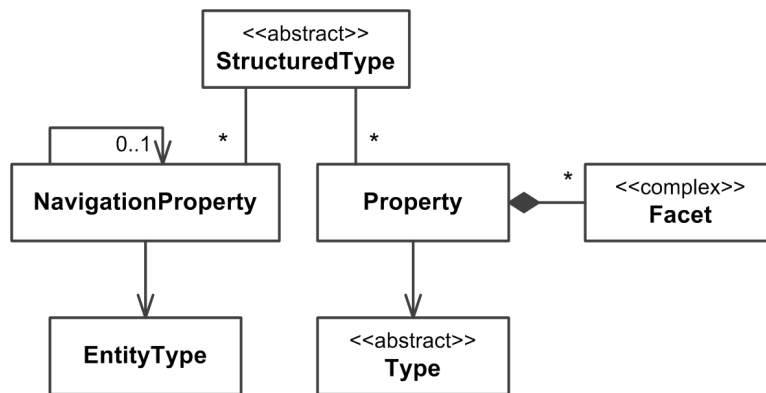 <<abstract>>
StructuredType
0..1
*
*
NavigationProperty
Property
*
<<complex>>
Facet
EntityType
<<abstract>>
Type